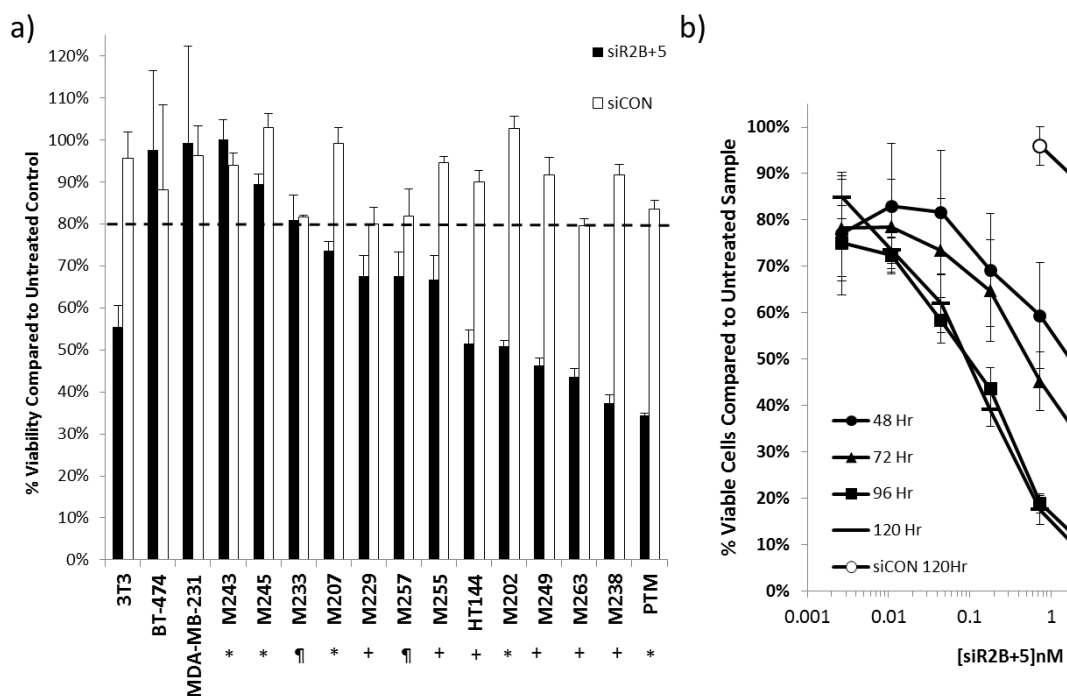 a)
% Viability Compared to Untreated Control
120%
110%
100%
90%
80%
70%
60%
50%
40%
30%
20%
10%
0%
siR2B+5
siCON
3T3
BT-474
MDA-MB-231
M243
M245
M233
M207
M229
M257
M255
HT144
M202
M249
M263
M238
PTM
* * ¶ * + ¶ + + * + + + *
b)
% Viable Cells Compared to Untreated Sample
100%
90%
80%
70%
60%
50%
40%
30%
20%
10%
0%
48 Hr
72 Hr
96 Hr
120 Hr
siCON 120Hr
0.001 0.01 0.1 1
[siR2B+5]nM